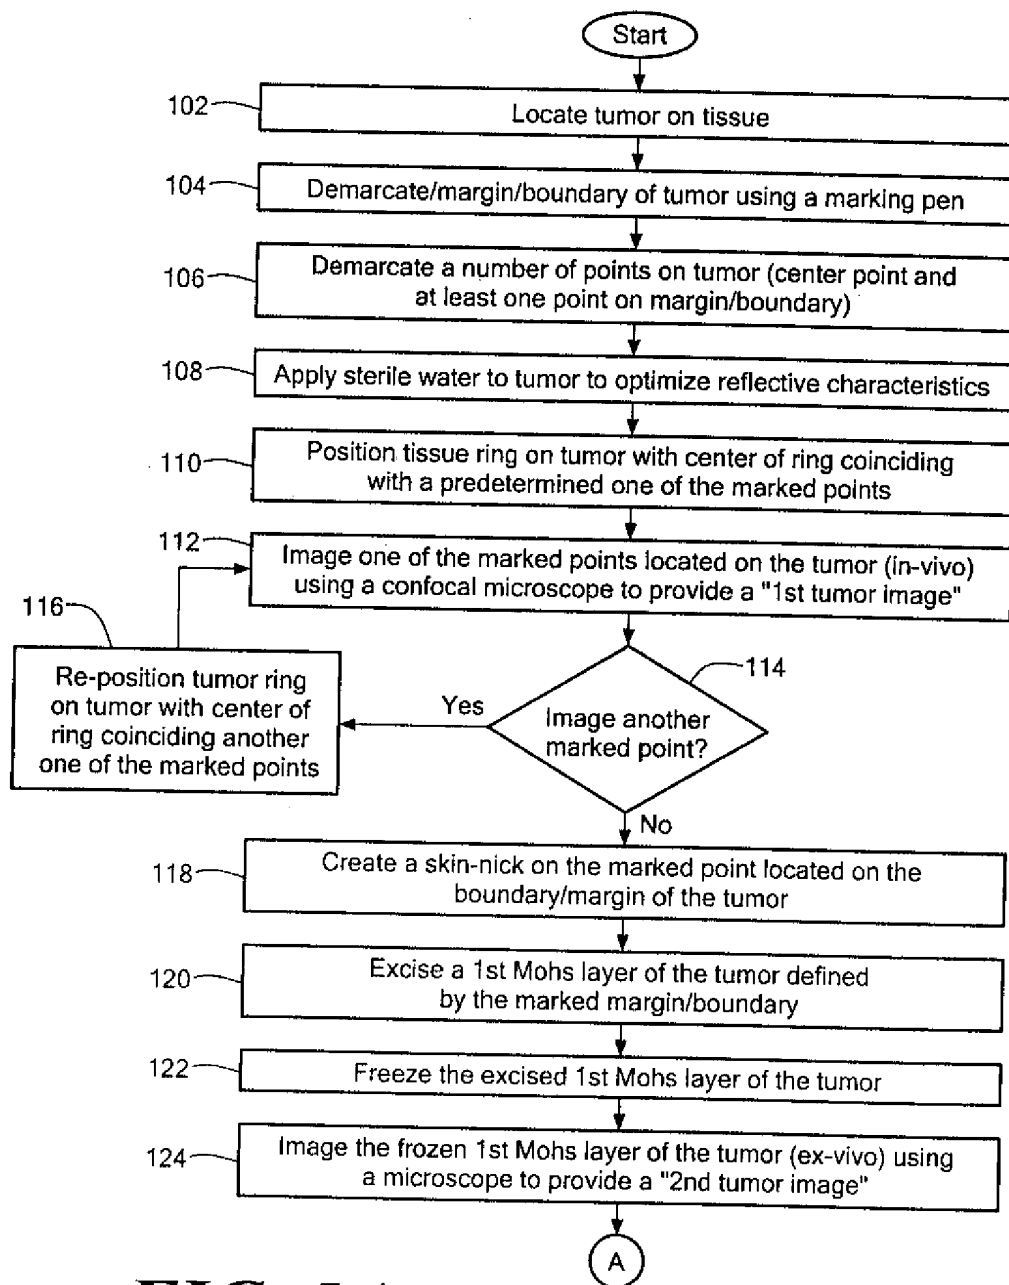 Start
102
Locate tumor on tissue
104
Demarcate/margin/boundary of tumor using a marking pen
106
Demarcate a number of points on tumor (center point and
at least one point on margin/boundary)
108
Apply sterile water to tumor to optimize reflective characteristics
110
Position tissue ring on tumor with center of ring coinciding
with a predetermined one of the marked points
112
Image one of the marked points located on the tumor (in-vivo)
using a confocal microscope to provide a "1st tumor image"
116
Re-position tumor ring
on tumor with center of
ring coinciding another
one of the marked points
Yes
114
Image another
marked point?
No
118
Create a skin-nick on the marked point located on the
boundary/margin of the tumor
120
Excise a 1st Mohs layer of the tumor defined
by the marked margin/boundary
122
Freeze the excised 1st Mohs layer of the tumor
124
Image the frozen 1st Mohs layer of the tumor (ex-vivo) using
a microscope to provide a "2nd tumor image"
A